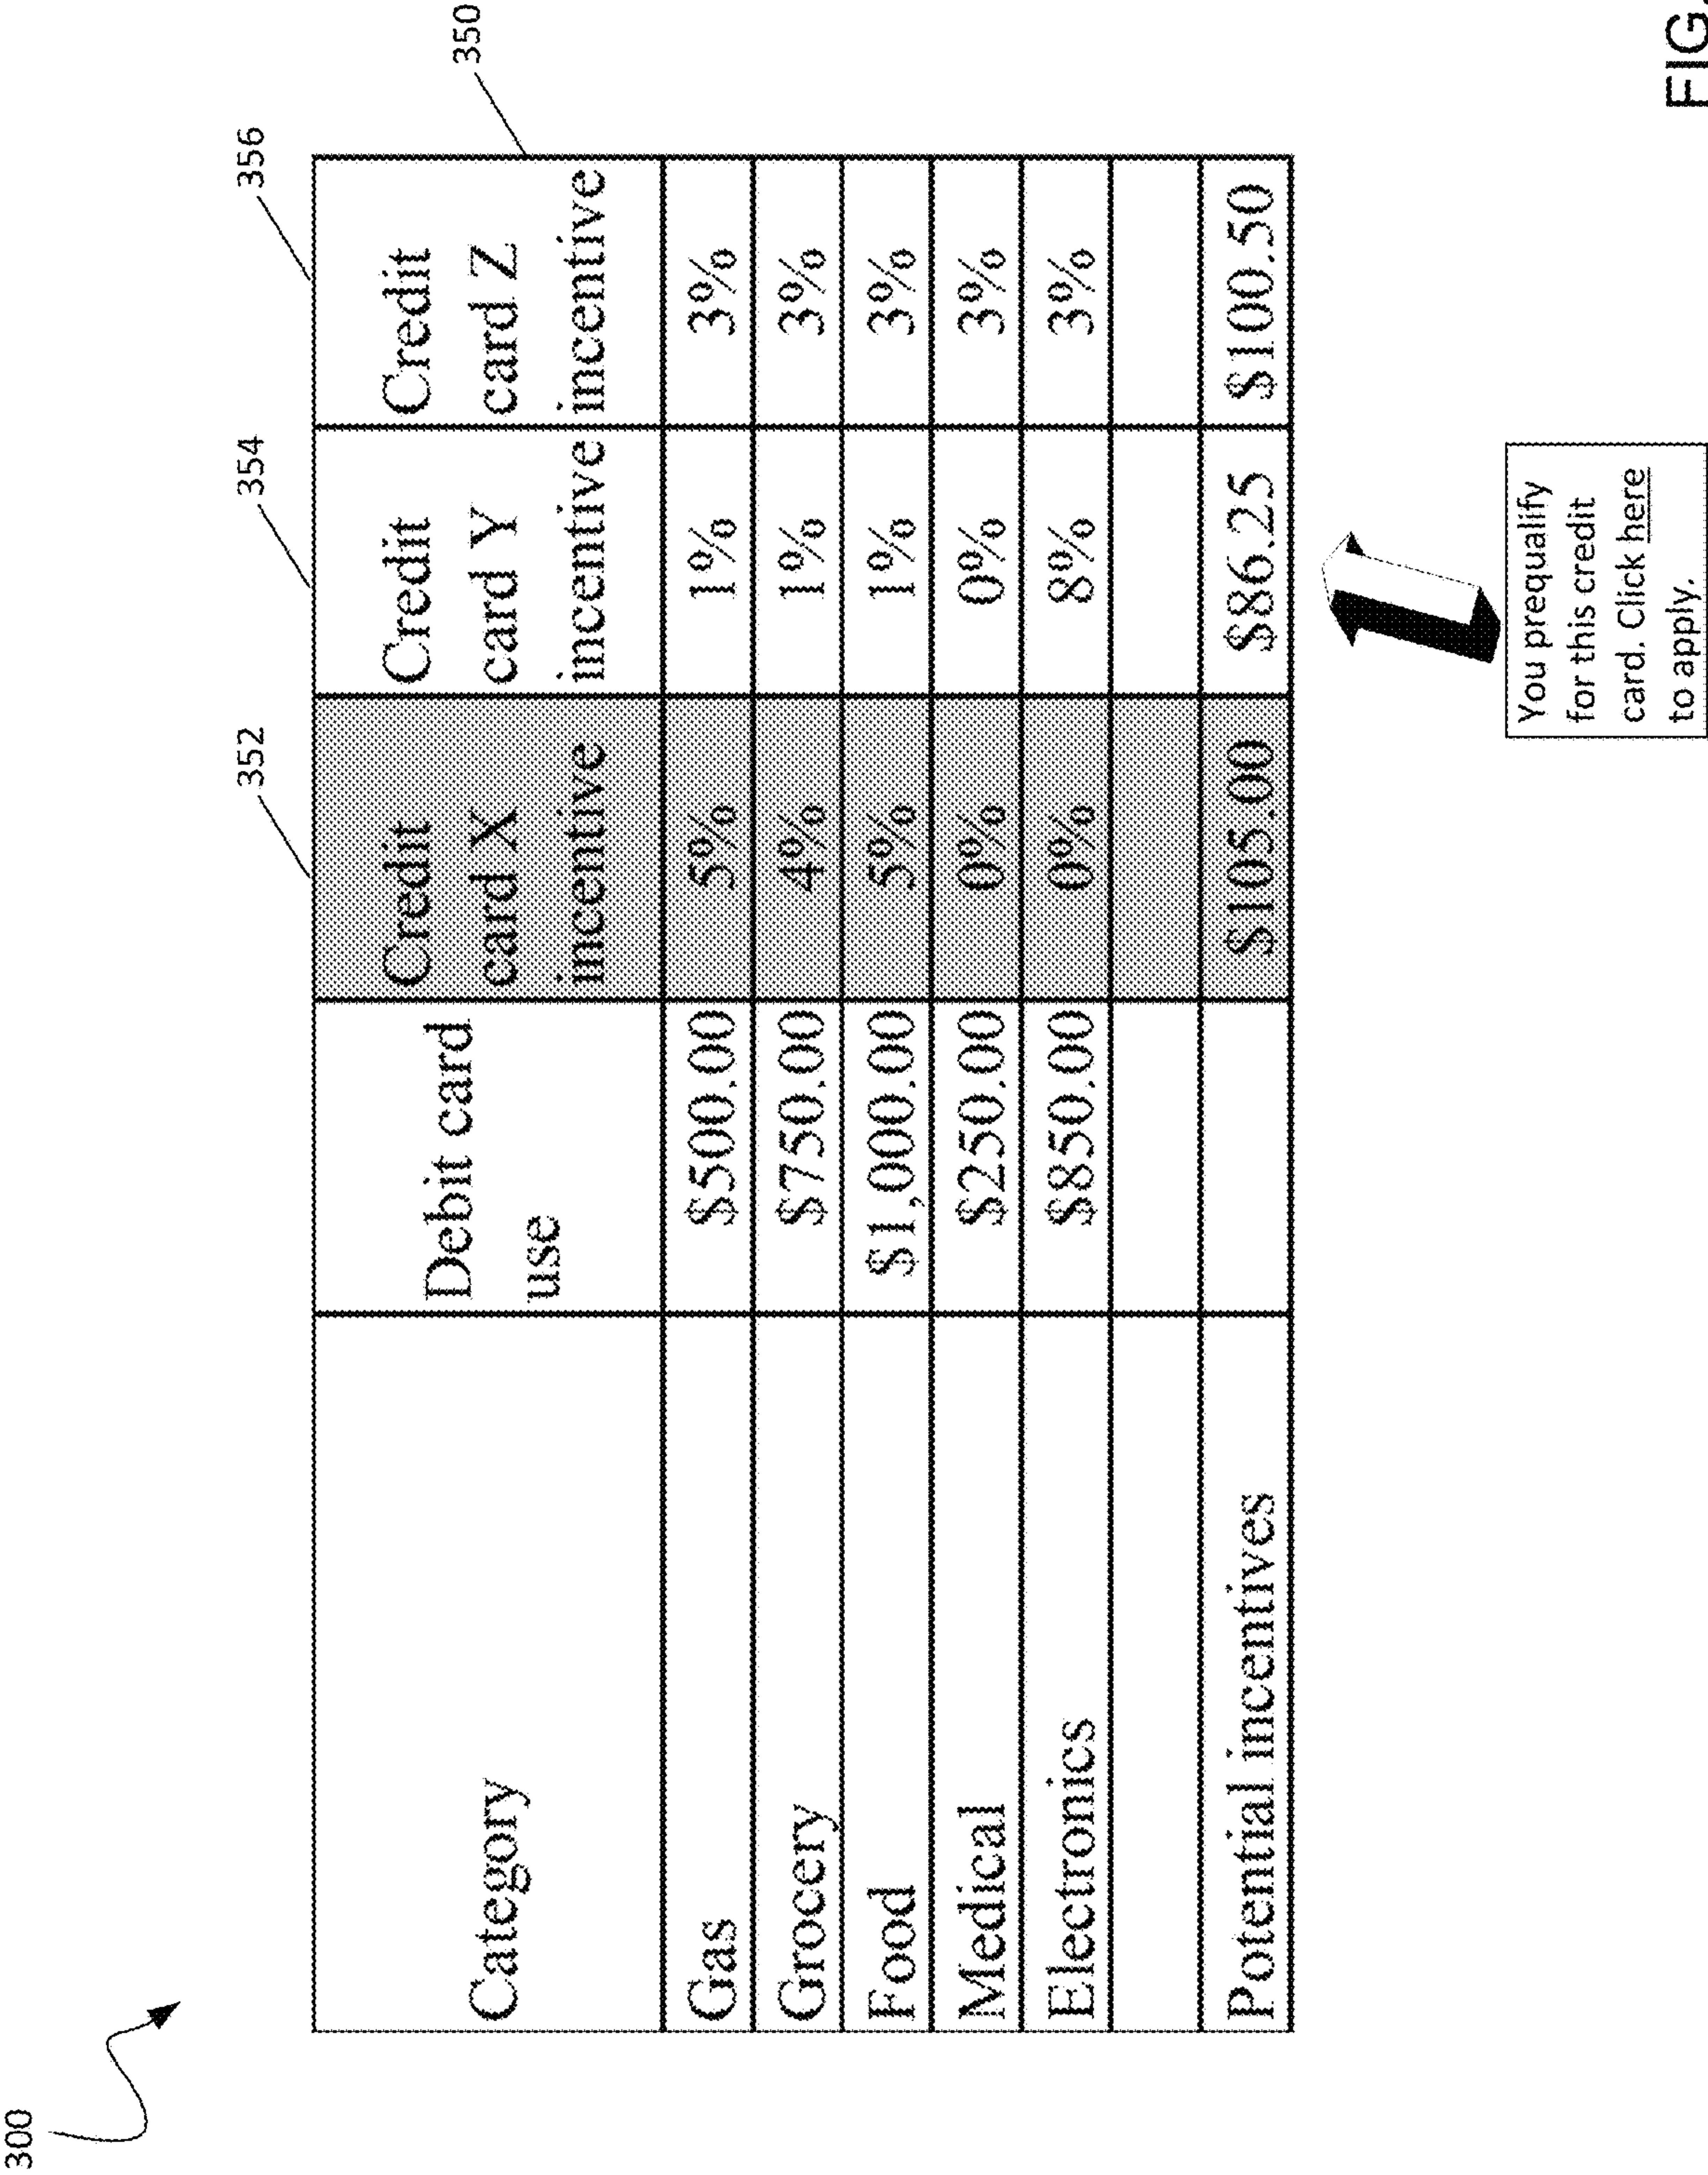 300
352
354
356
350
Category
Debit card
use
Credit
card X
incentive
Credit
card Y
incentive
Credit
card Z
incentive
Gas $500.00 5% 1% 3%
Grocery $750.00 4% 1% 3%
Food $1,000.00 5% 1% 3%
Medical $250.00 0% 0% 3%
Electronics $850.00 0% 8% 3%
Potential incentives $105.00 $86.25 $100.50
You prequalify
for this credit
card. Click here
to apply.
FIG.